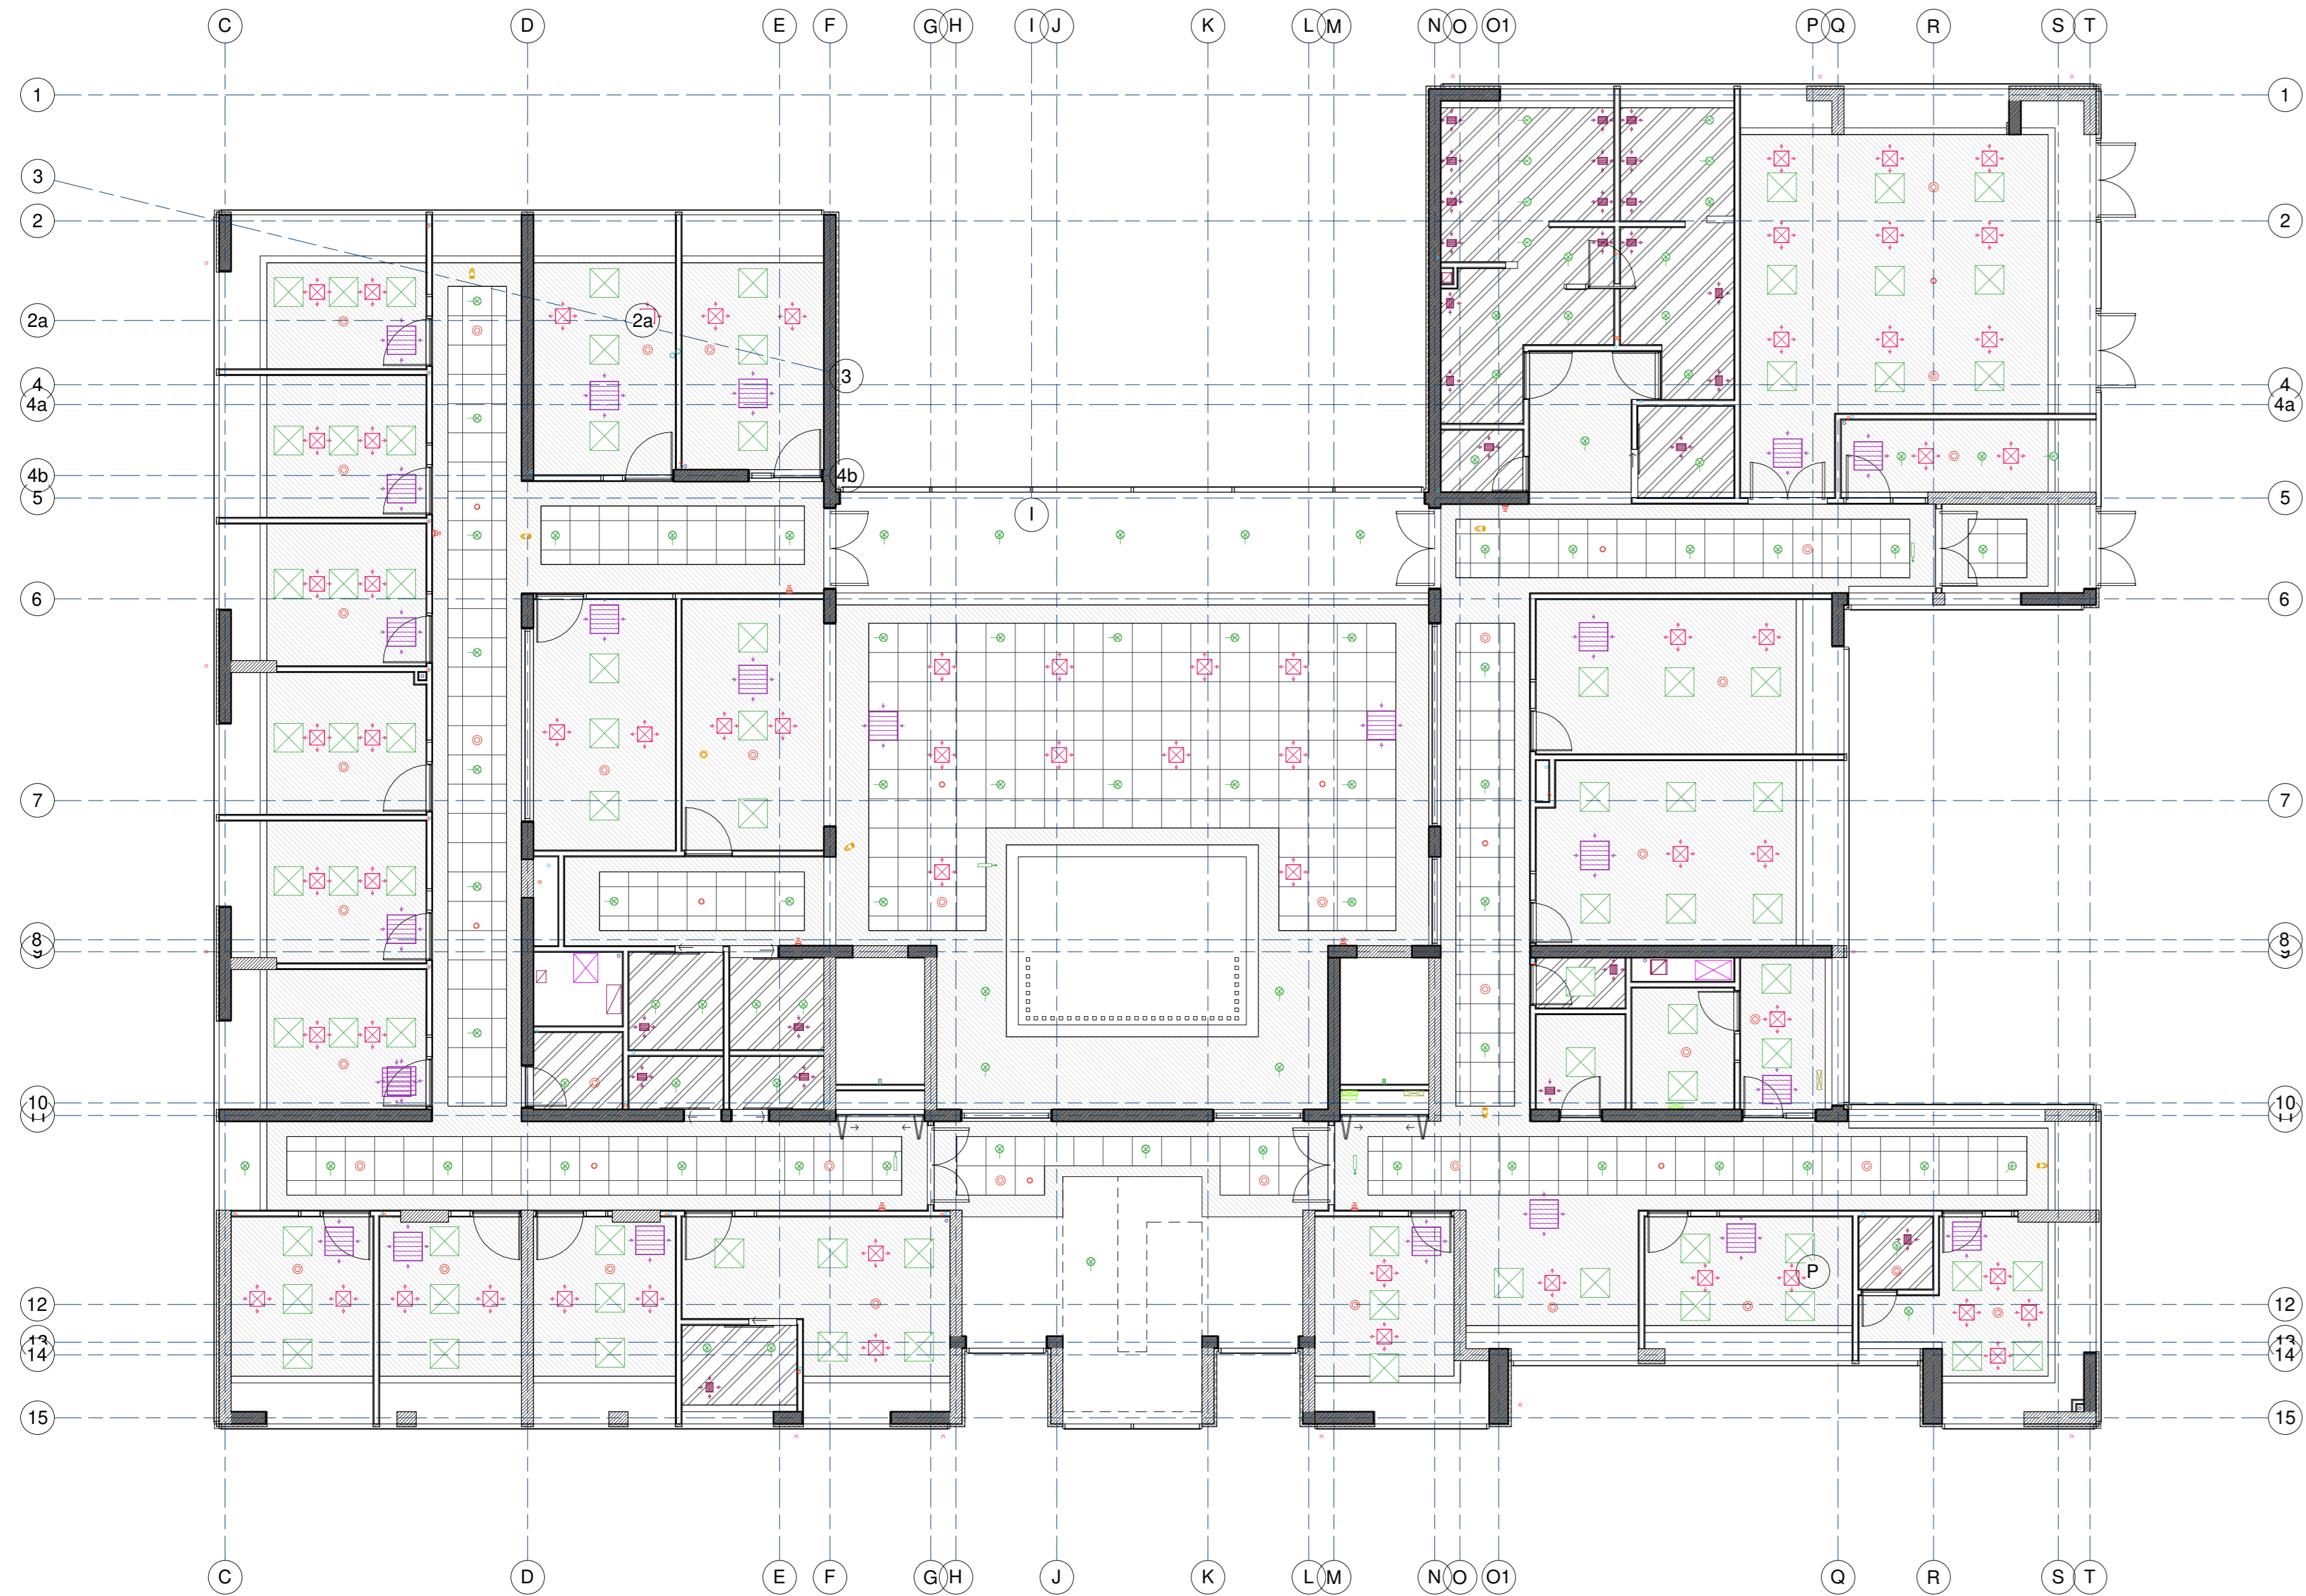 C D E F G H I J K L M N O O1 P Q R S T
1 1
3
2 2
2a 2a
3
4 4
4a 4a
4b 4b
5 5
I
6 6
7 7
8 8
9 9
10 10
11 11
P
12 12
13 13
14 14
15 15
C D E F G H J K L M N O O1 Q R S T